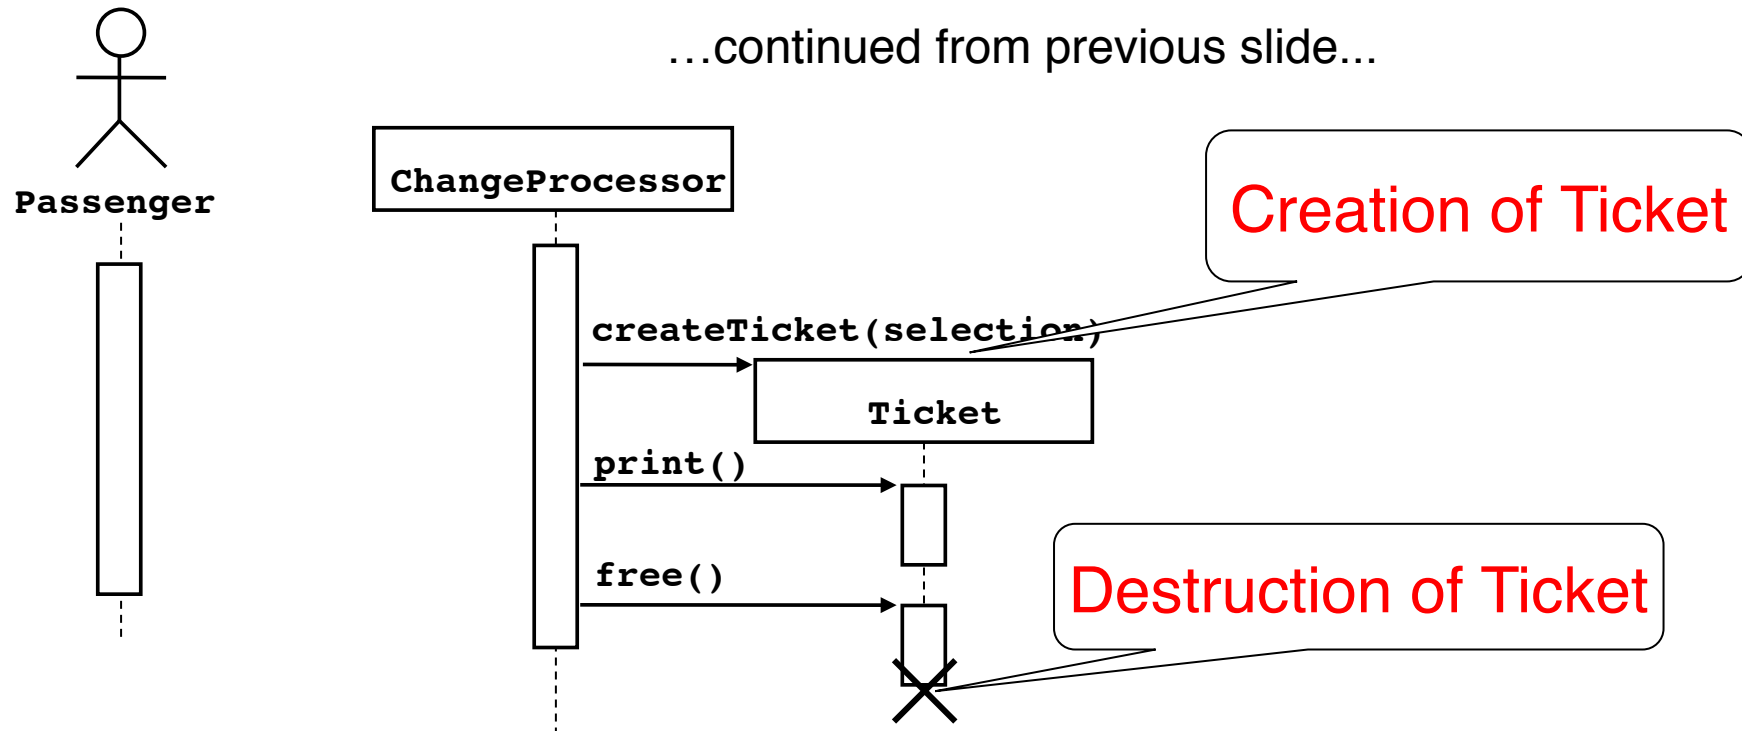 …continued from previous slide...
ChangeProcessor
Passenger
Creation of Ticket
createTicket(selection)
Ticket
print()
free()
Destruction of Ticket